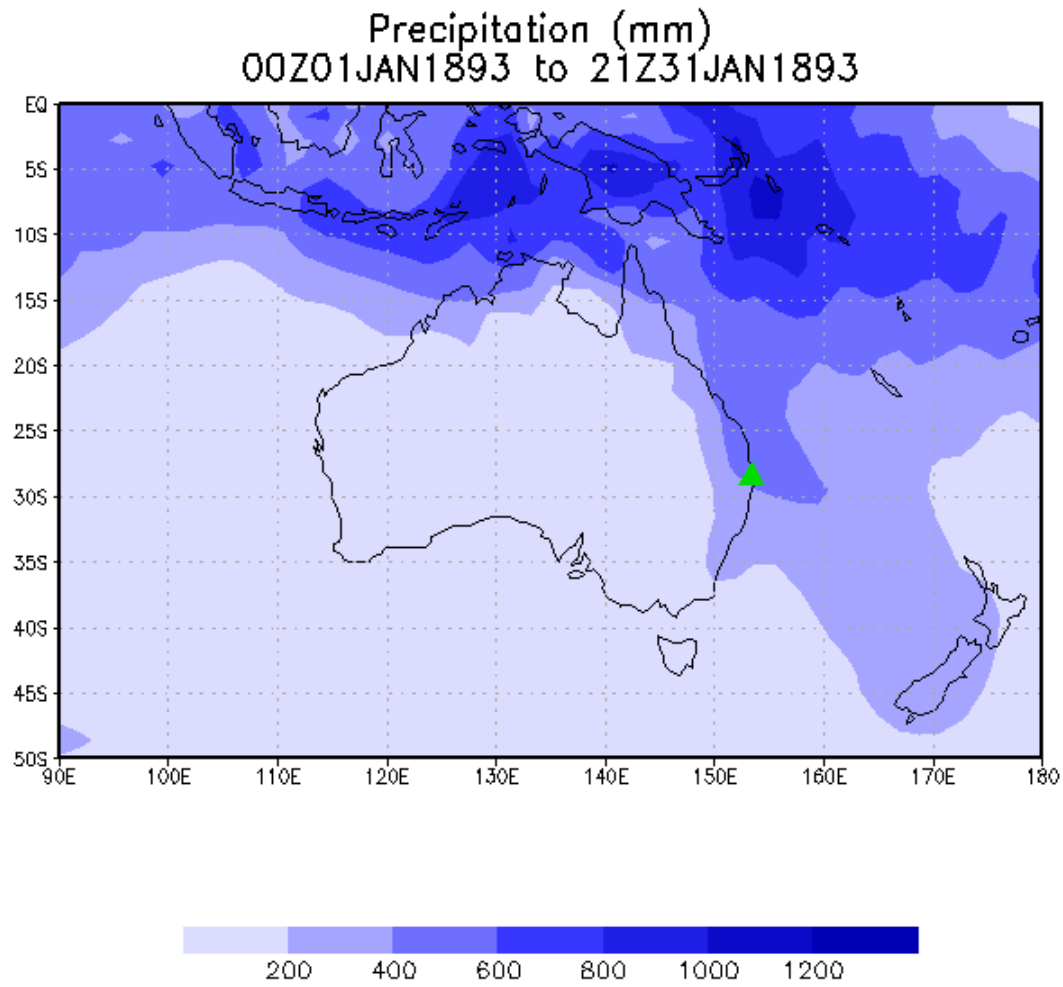 Precipitation (mm)
00Z01JAN1893 to 21Z31JAN1893
EQ
5S
10S
15S
20S
25S
30S
35S
40S
45S
50S
90E 100E 110E 120E 130E 140E 150E 160E 170E 180
200 400 600 800 1000 1200